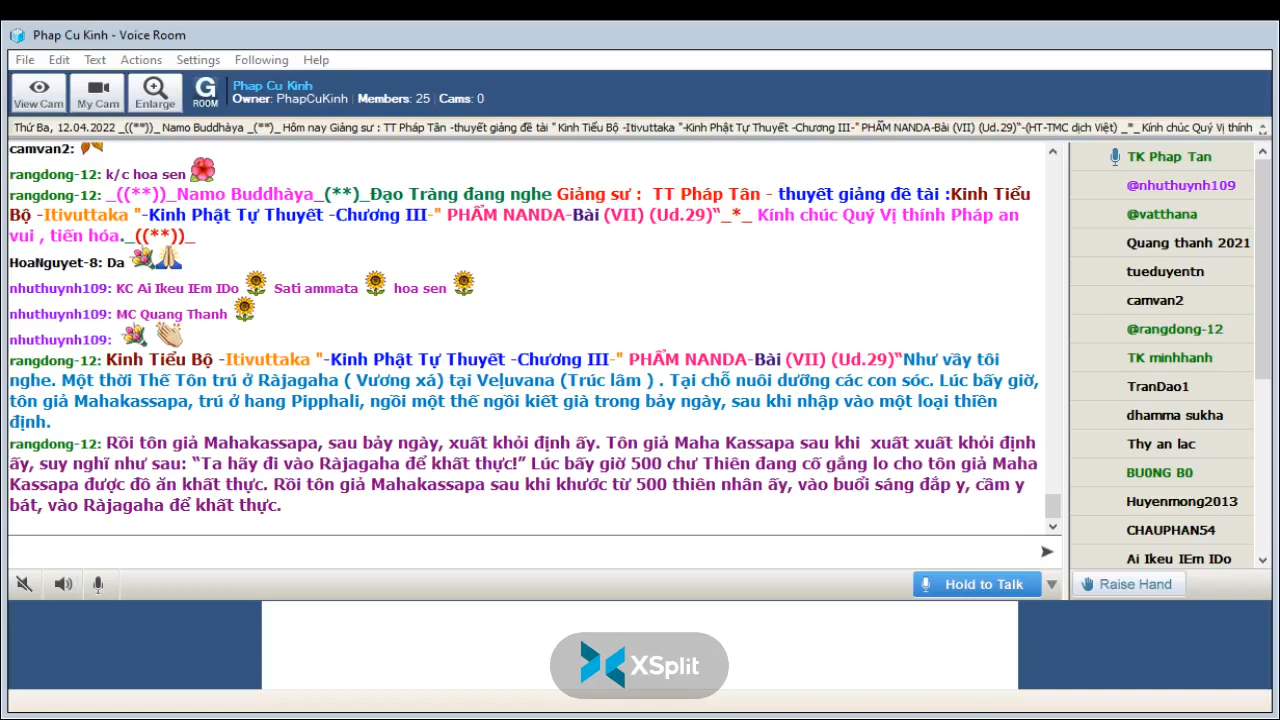 Phap Cu Kinh - Voice Room
File Edit Text Actions Settings Following Help
View Cam My Cam Enlarge G ROOM
Phap Cu Kinh
Owner: PhapCuKinh | Members: 25 | Cams: 0
Thứ Ba, 12.04.2022 _((**))_ Namo Buddhàya _(**)_ Hôm nay Giảng sư : TT Pháp Tân -thuyết giảng đề tài " Kinh Tiểu Bộ -Itivuttaka "-Kinh Phật Tự Thuyết -Chương III-" PHẨM NANDA-Bài (VII) (Ud.29)"-(HT-TMC dịch Việt) _*_ Kính chúc Quý Vị thính
camvan2:
rangdong-12: k/c hoa sen
rangdong-12: _((**))_Namo Buddhàya_(**)_Đạo Tràng đang nghe Giảng sư : TT Pháp Tân - thuyết giảng đề tài :Kinh Tiểu
Bộ -Itivuttaka "-Kinh Phật Tự Thuyết -Chương III-" PHẨM NANDA-Bài (VII) (Ud.29)“_*_ Kính chúc Quý Vị thính Pháp an
vui , tiến hóa._((**))_
HoaNguyet-8: Da
nhuthuynh109: KC Ai Ikeu IEm IDo Sati ammata hoa sen
nhuthuynh109: MC Quang Thanh
nhuthuynh109:
rangdong-12: Kinh Tiểu Bộ -Itivuttaka "-Kinh Phật Tự Thuyết -Chương III-" PHẨM NANDA-Bài (VII) (Ud.29)“Như vầy tôi
nghe. Một thời Thế Tôn trú ở Ràjagaha ( Vương xá) tại Veḷuvana (Trúc lâm ) . Tại chỗ nuôi dưỡng các con sóc. Lúc bấy giờ,
tôn giả Mahakassapa, trú ở hang Pipphali, ngồi một thế ngồi kiết già trong bảy ngày, sau khi nhập vào một loại thiền
định.
rangdong-12: Rồi tôn giả Mahakassapa, sau bảy ngày, xuất khỏi định ấy. Tôn giả Maha Kassapa sau khi xuất xuất khỏi định
ấy, suy nghĩ như sau: “Ta hãy đi vào Ràjagaha để khất thực!” Lúc bấy giờ 500 chư Thiên đang cố gắng lo cho tôn giả Maha
Kassapa được đồ ăn khất thực. Rồi tôn giả Mahakassapa sau khi khước từ 500 thiên nhân ấy, vào buổi sáng đắp y, cầm y
bát, vào Ràjagaha để khất thực.
TK Phap Tan
@nhuthuynh109
@vatthana
Quang thanh 2021
tueduyentn
camvan2
@rangdong-12
TK minhhanh
TranDao1
dhamma sukha
Thy an lac
BU0NG B0
Huyenmong2013
CHAUPHAN54
Ai Ikeu IEm IDo
Hold to Talk
Raise Hand
XSplit